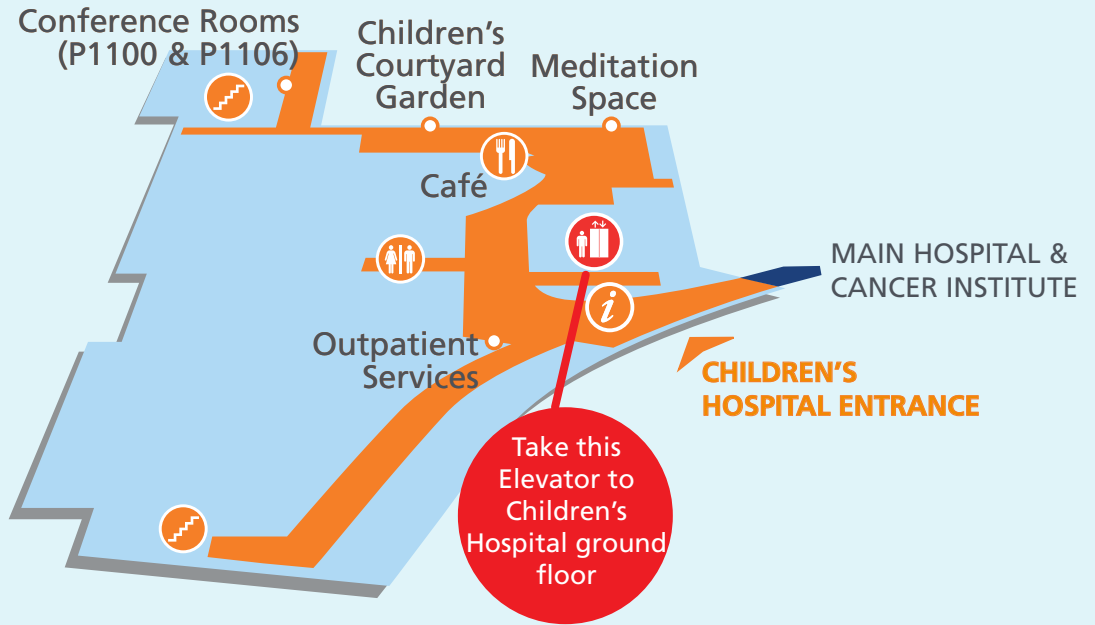 Conference Rooms
(P1100 & P1106)
Children's
Courtyard
Garden
Meditation
Space
Café
MAIN HOSPITAL &
CANCER INSTITUTE
i
Outpatient
Services
CHILDREN'S
HOSPITAL ENTRANCE
Take this
Elevator to
Children's
Hospital ground
floor